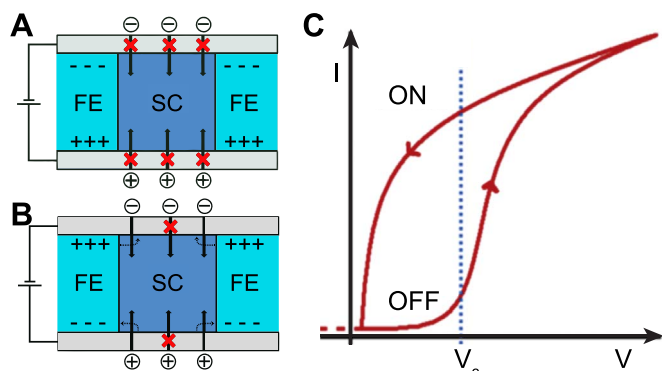 A
⊖ ⊖ ⊖
- - - -
FE SC FE
- - - -
+++ +++
⊕ ⊕ ⊕
B
⊖ ⊖ ⊖
+++ +++
FE SC FE
- - - - - - - -
⊕ ⊕ ⊕
C
I
ON
OFF
V